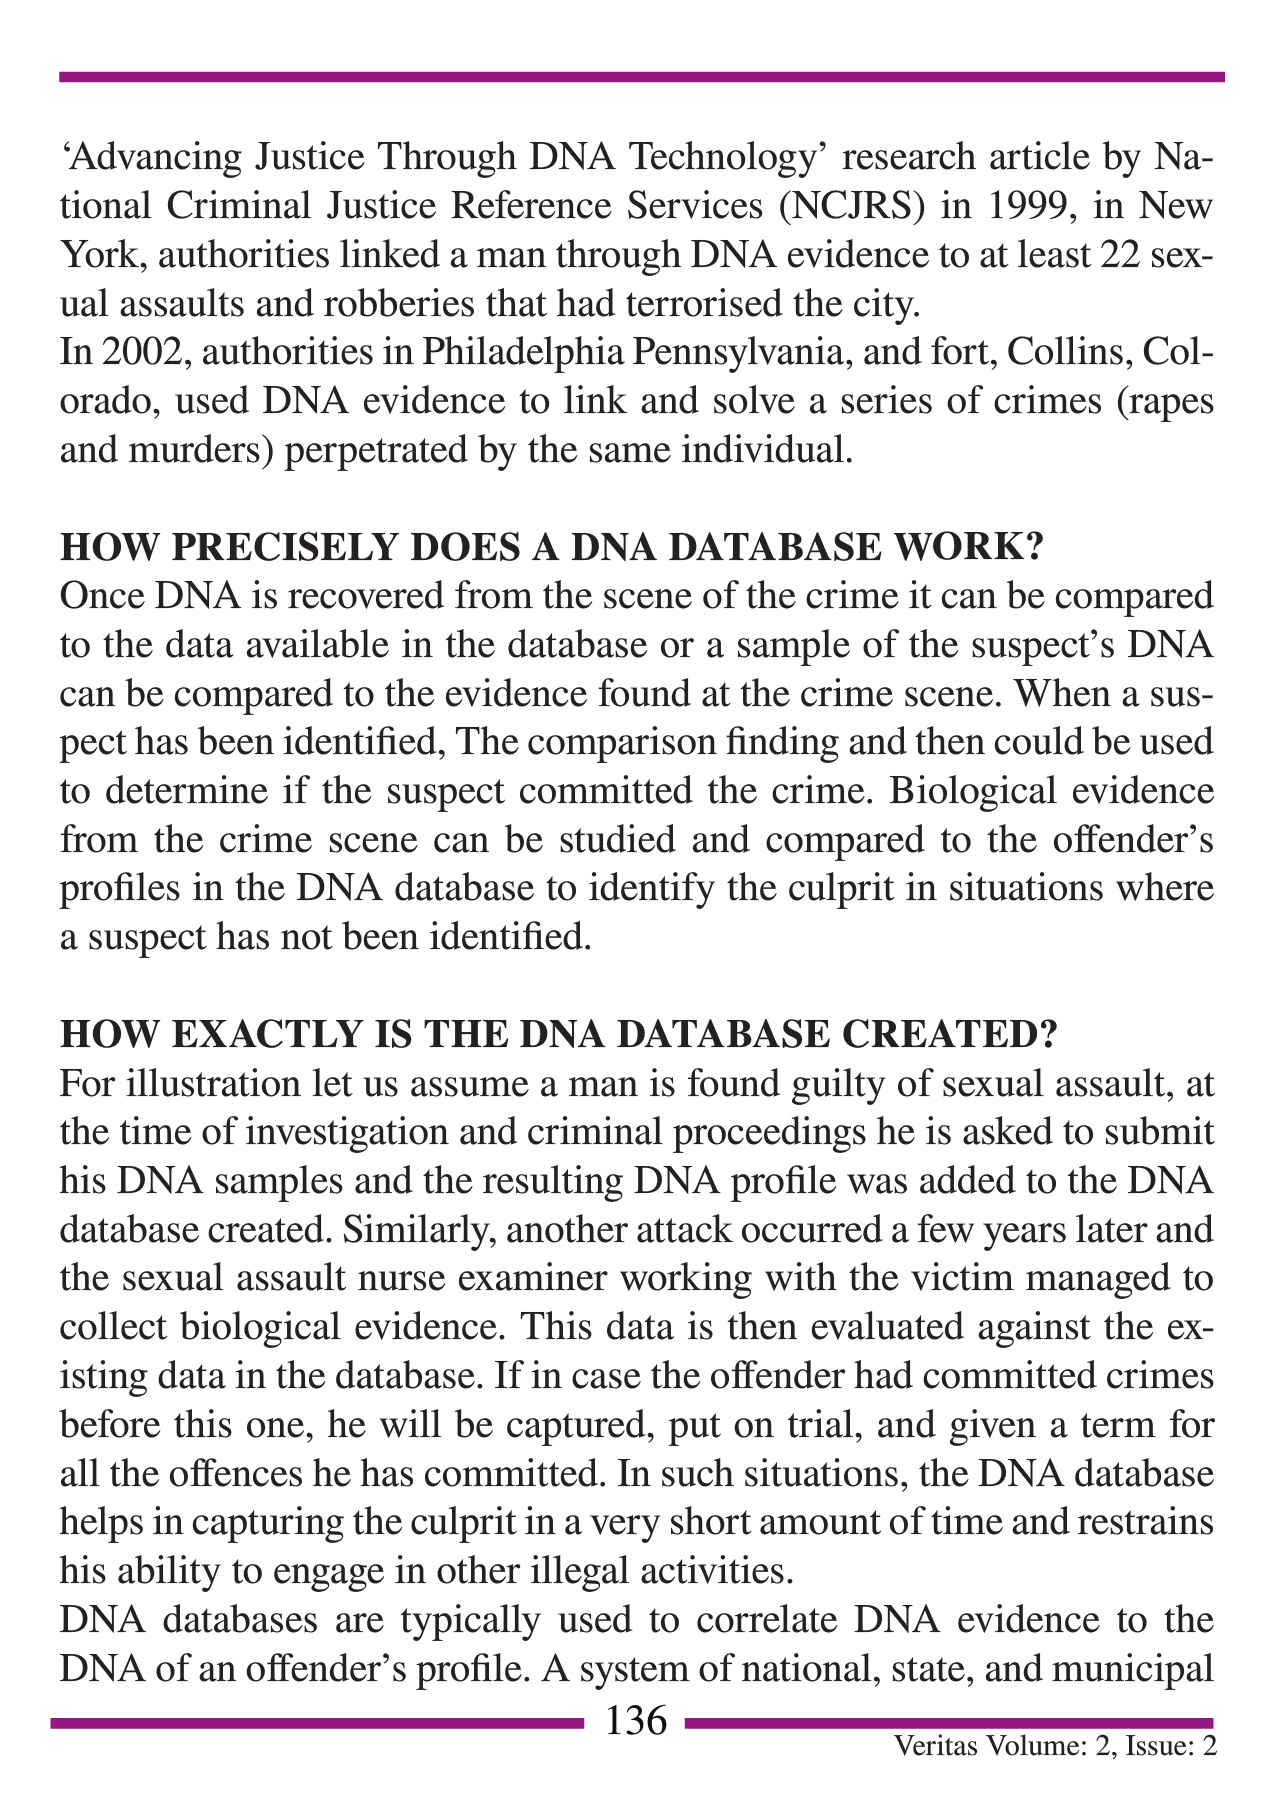 ‘Advancing Justice Through DNA Technology’ research article by Na-
tional Criminal Justice Reference Services (NCJRS) in 1999, in New
York, authorities linked a man through DNA evidence to at least 22 sex-
ual assaults and robberies that had terrorised the city.
In 2002, authorities in Philadelphia Pennsylvania, and fort, Collins, Col-
orado, used DNA evidence to link and solve a series of crimes (rapes
and murders) perpetrated by the same individual.
HOW PRECISELY DOES A DNA DATABASE WORK?
Once DNA is recovered from the scene of the crime it can be compared
to the data available in the database or a sample of the suspect’s DNA
can be compared to the evidence found at the crime scene. When a sus-
pect has been identified, The comparison finding and then could be used
to determine if the suspect committed the crime. Biological evidence
from the crime scene can be studied and compared to the offender’s
profiles in the DNA database to identify the culprit in situations where
a suspect has not been identified.
HOW EXACTLY IS THE DNA DATABASE CREATED?
For illustration let us assume a man is found guilty of sexual assault, at
the time of investigation and criminal proceedings he is asked to submit
his DNA samples and the resulting DNA profile was added to the DNA
database created. Similarly, another attack occurred a few years later and
the sexual assault nurse examiner working with the victim managed to
collect biological evidence. This data is then evaluated against the ex-
isting data in the database. If in case the offender had committed crimes
before this one, he will be captured, put on trial, and given a term for
all the offences he has committed. In such situations, the DNA database
helps in capturing the culprit in a very short amount of time and restrains
his ability to engage in other illegal activities.
DNA databases are typically used to correlate DNA evidence to the
DNA of an offender’s profile. A system of national, state, and municipal
136
Veritas Volume: 2, Issue: 2